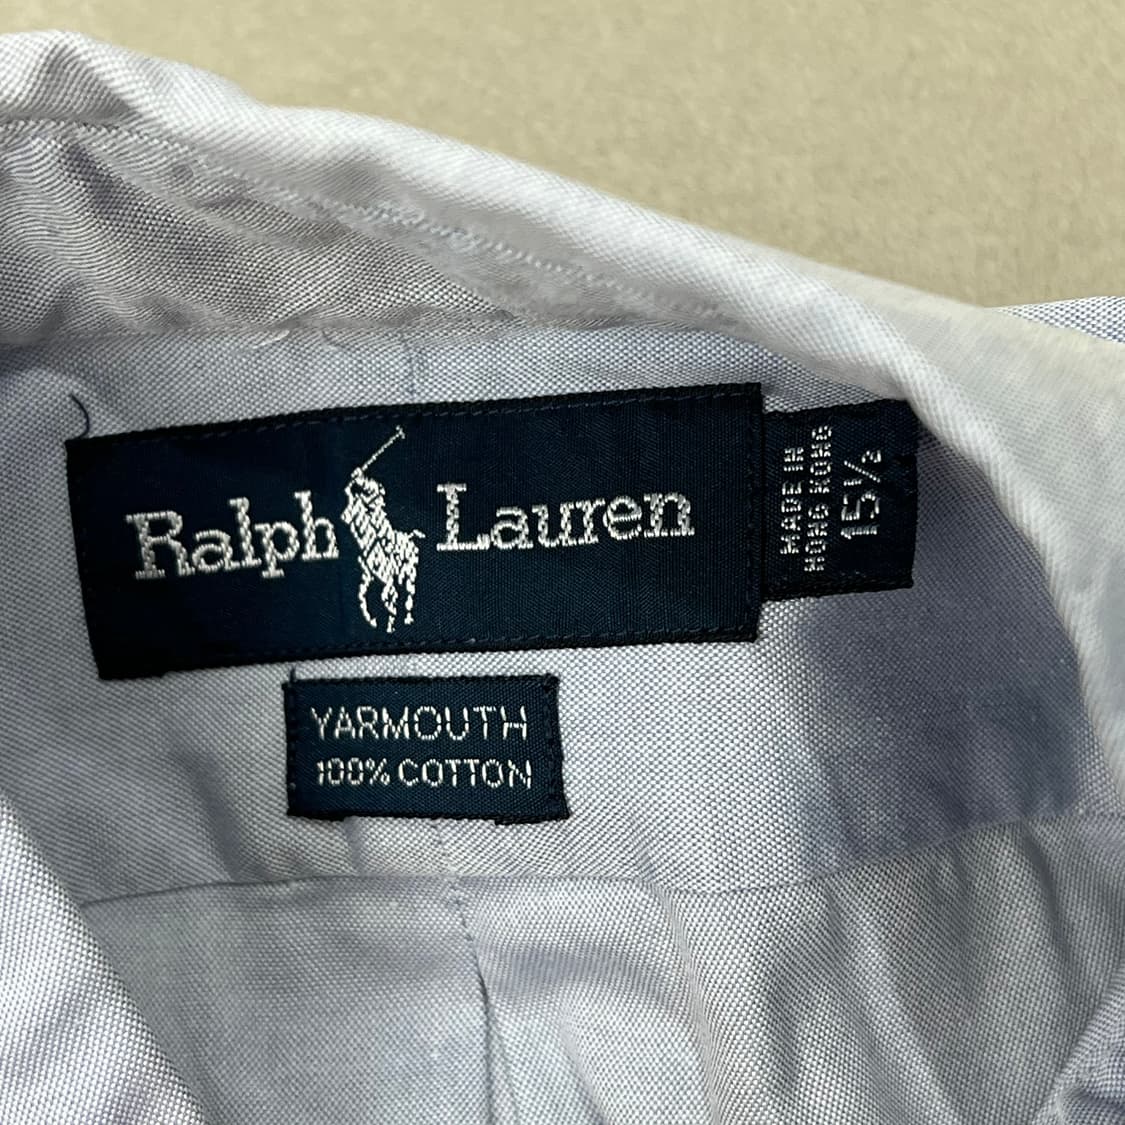 Ralph Lauren
MADE IN
HONG KONG
15½
YARMOUTH
100% COTTON